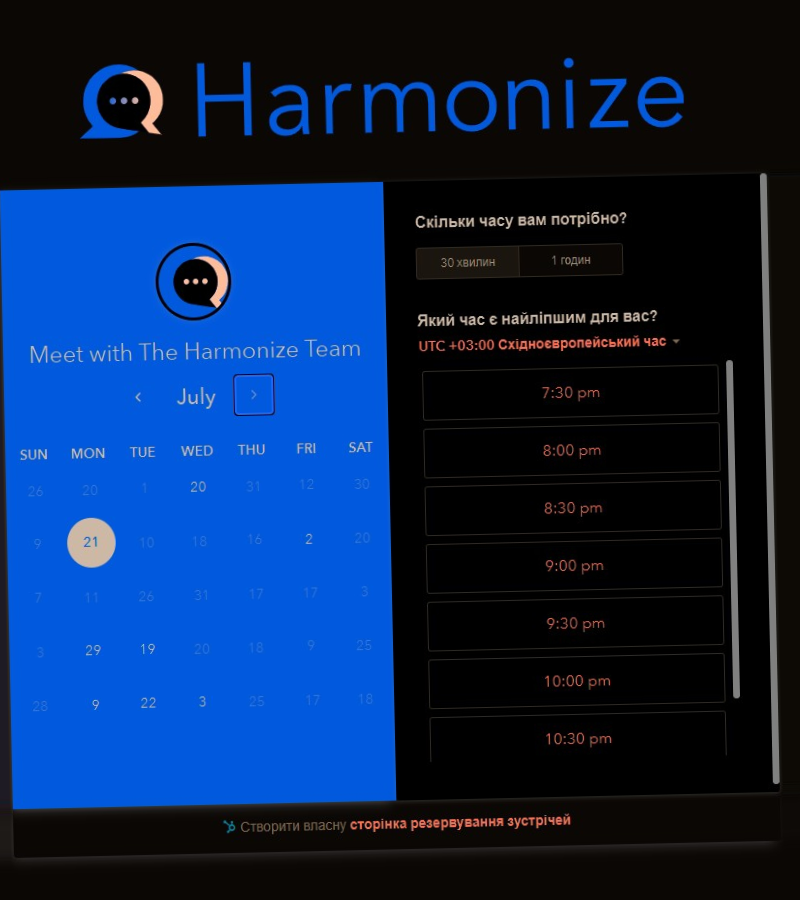 Harmonize
Meet with The Harmonize Team
July
SUN MON TUE WED THU FRI SAT
26 20 1 20 31 12 30
9 21 10 18 16 2 20
7 11 26 31 17 17 3
3 29 19 20 18 9 25
28 9 22 3 25 17 18
Скільки часу вам потрібно?
30 хвилин 1 годин
Який час є найліпшим для вас?
UTC +03:00 Східноєвропейський час
7:30 pm
8:00 pm
8:30 pm
9:00 pm
9:30 pm
10:00 pm
10:30 pm
Створити власну сторінка резервування зустрічей